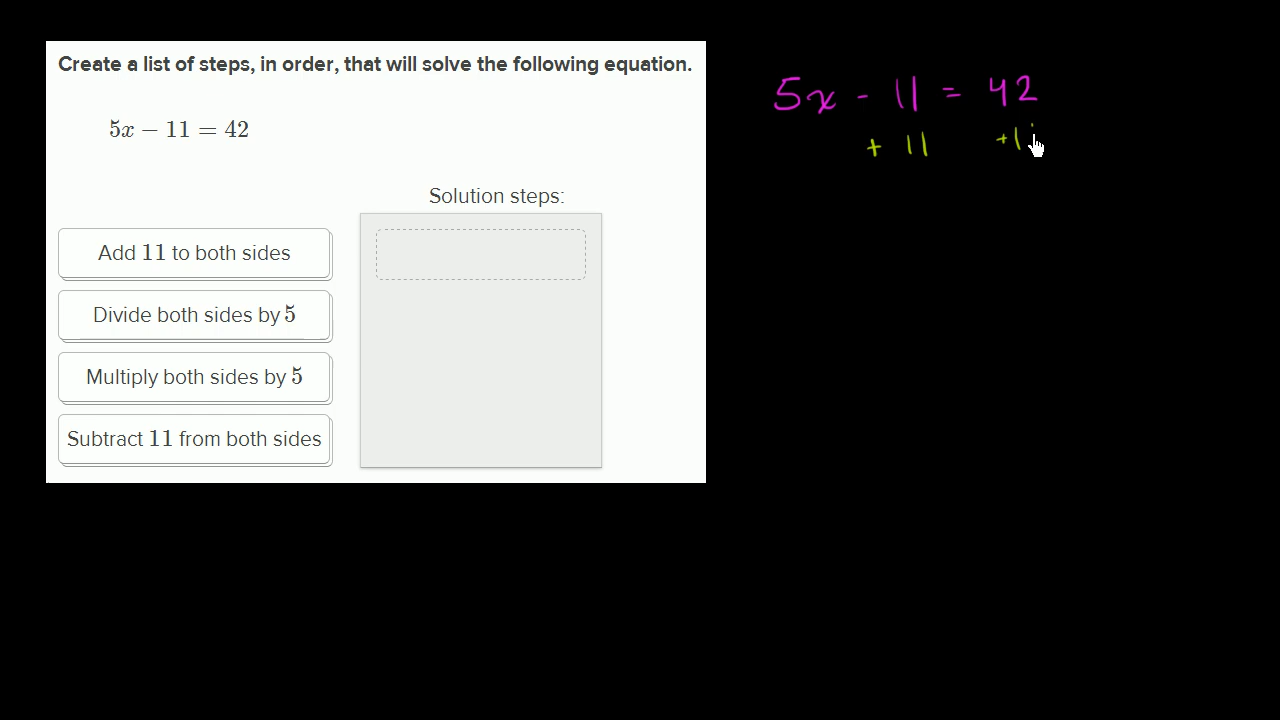 Create a list of steps, in order, that will solve the following equation.
5x − 11 = 42
Solution steps:
Add 11 to both sides
Divide both sides by 5
Multiply both sides by 5
Subtract 11 from both sides
5x - 11 = 42
+ 11 +11